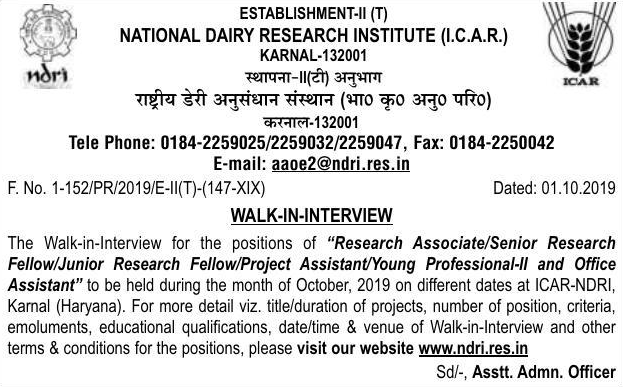 ESTABLISHMENT-II (T)
NATIONAL DAIRY RESEARCH INSTITUTE (I.C.A.R.)
KARNAL-132001
स्थापना–II(टी) अनुभाग
राष्ट्रीय डेरी अनुसंधान संस्थान (भा० कृ० अनु० परि०)
करनाल-132001
Tele Phone: 0184-2259025/2259032/2259047, Fax: 0184-2250042
E-mail: aaoe2@ndri.res.in
ndri
ICAR
F. No. 1-152/PR/2019/E-II(T)-(147-XIX) Dated: 01.10.2019
WALK-IN-INTERVIEW
The Walk-in-Interview for the positions of “Research Associate/Senior Research
Fellow/Junior Research Fellow/Project Assistant/Young Professional-II and Office
Assistant” to be held during the month of October, 2019 on different dates at ICAR-NDRI,
Karnal (Haryana). For more detail viz. title/duration of projects, number of position, criteria,
emoluments, educational qualifications, date/time & venue of Walk-in-Interview and other
terms & conditions for the positions, please visit our website www.ndri.res.in
Sd/-, Asstt. Admn. Officer